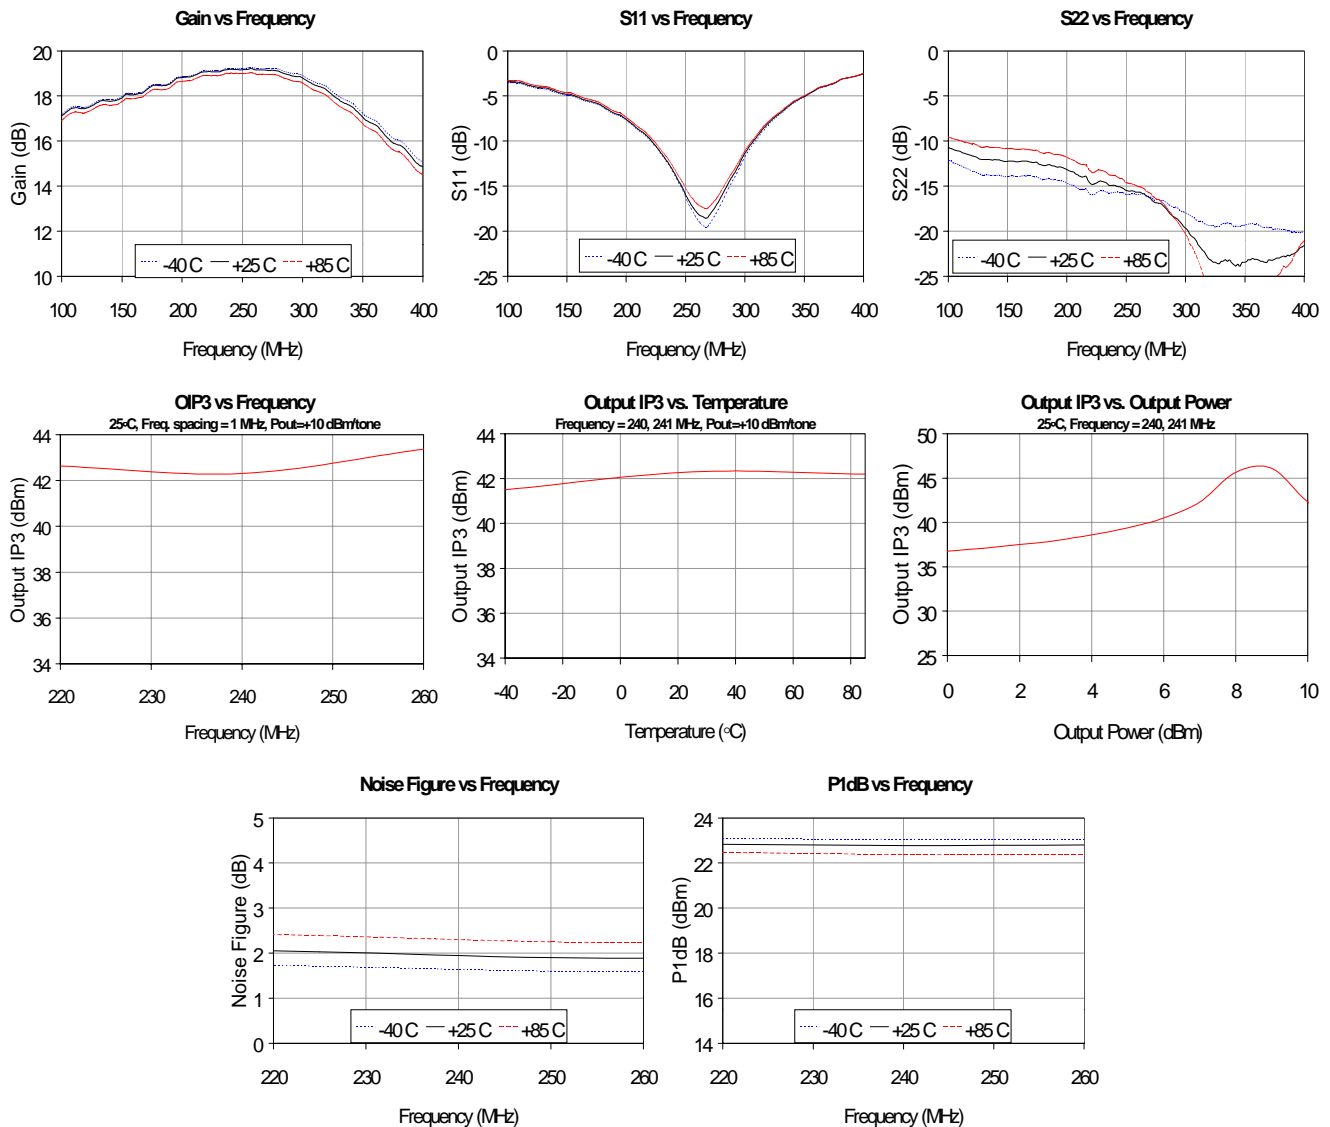 Gain vs Frequency
20
18
16
14
12
10
Gain (dB)
-40 C +25 C +85 C
100 150 200 250 300 350 400
Frequency (MHz)
S11 vs Frequency
0
-5
-10
-15
-20
-25
S11 (dB)
-40 C +25 C +85 C
100 150 200 250 300 350 400
Frequency (MHz)
S22 vs Frequency
0
-5
-10
-15
-20
-25
S22 (dB)
-40 C +25 C +85 C
100 150 200 250 300 350 400
Frequency (MHz)
OIP3 vs Frequency
25°C, Freq. spacing = 1 MHz, Pout=+10 dBm/tone
44
42
40
38
36
34
Output IP3 (dBm)
220 230 240 250 260
Frequency (MHz)
Output IP3 vs. Temperature
Frequency = 240, 241 MHz, Pout=+10 dBm/tone
44
42
40
38
36
34
Output IP3 (dBm)
-40 -20 0 20 40 60 80
Temperature (°C)
Output IP3 vs. Output Power
25°C, Frequency = 240, 241 MHz
50
45
40
35
30
25
Output IP3 (dBm)
0 2 4 6 8 10
Output Power (dBm)
Noise Figure vs Frequency
5
4
3
2
1
0
Noise Figure (dB)
-40 C +25 C +85 C
220 230 240 250 260
Frequency (MHz)
P1dB vs Frequency
24
22
20
18
16
14
P1dB (dBm)
-40 C +25 C +85 C
220 230 240 250 260
Frequency (MHz)